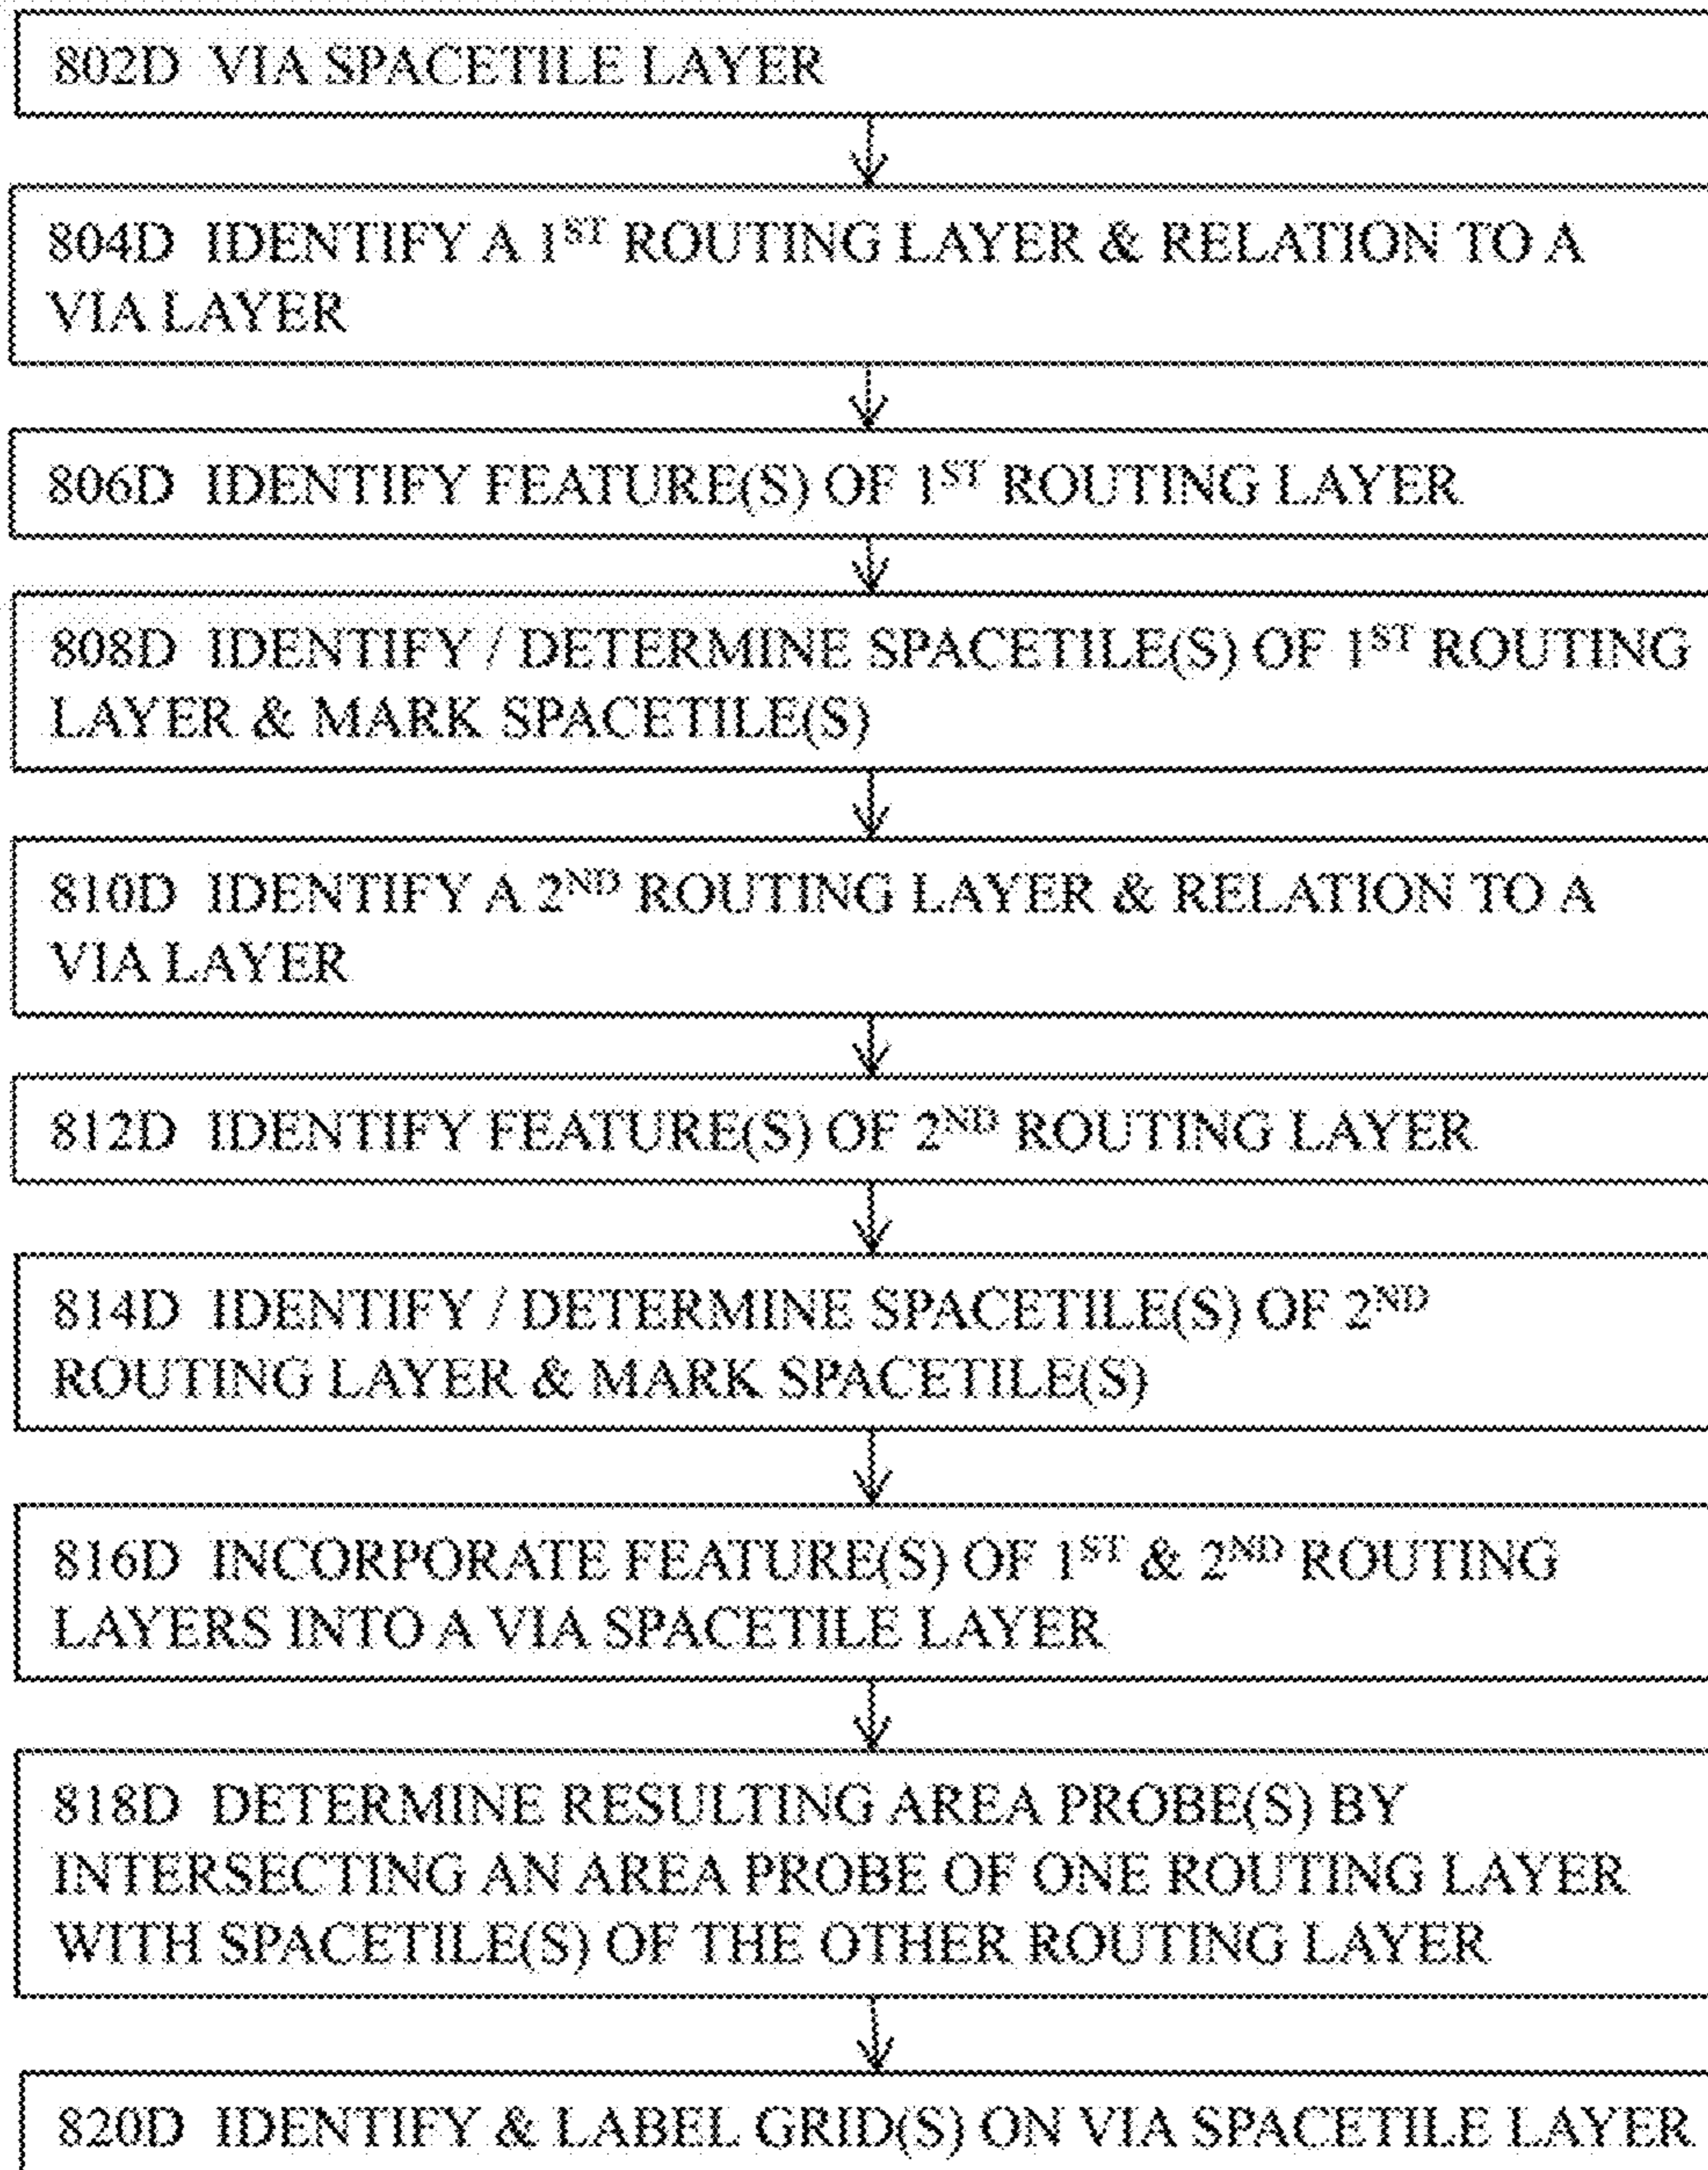 802D VIA SPACETILE LAYER
804D IDENTIFY A 1ST ROUTING LAYER & RELATION TO A
VIA LAYER
806D IDENTIFY FEATURE(S) OF 1ST ROUTING LAYER
808D IDENTIFY / DETERMINE SPACETILE(S) OF 1ST ROUTING
LAYER & MARK SPACETILE(S)
810D IDENTIFY A 2ND ROUTING LAYER & RELATION TO A
VIA LAYER
812D IDENTIFY FEATURE(S) OF 2ND ROUTING LAYER
814D IDENTIFY / DETERMINE SPACETILE(S) OF 2ND
ROUTING LAYER & MARK SPACETILE(S)
816D INCORPORATE FEATURE(S) OF 1ST & 2ND ROUTING
LAYERS INTO A VIA SPACETILE LAYER
818D DETERMINE RESULTING AREA PROBE(S) BY
INTERSECTING AN AREA PROBE OF ONE ROUTING LAYER
WITH SPACETILE(S) OF THE OTHER ROUTING LAYER
820D IDENTIFY & LABEL GRID(S) ON VIA SPACETILE LAYER